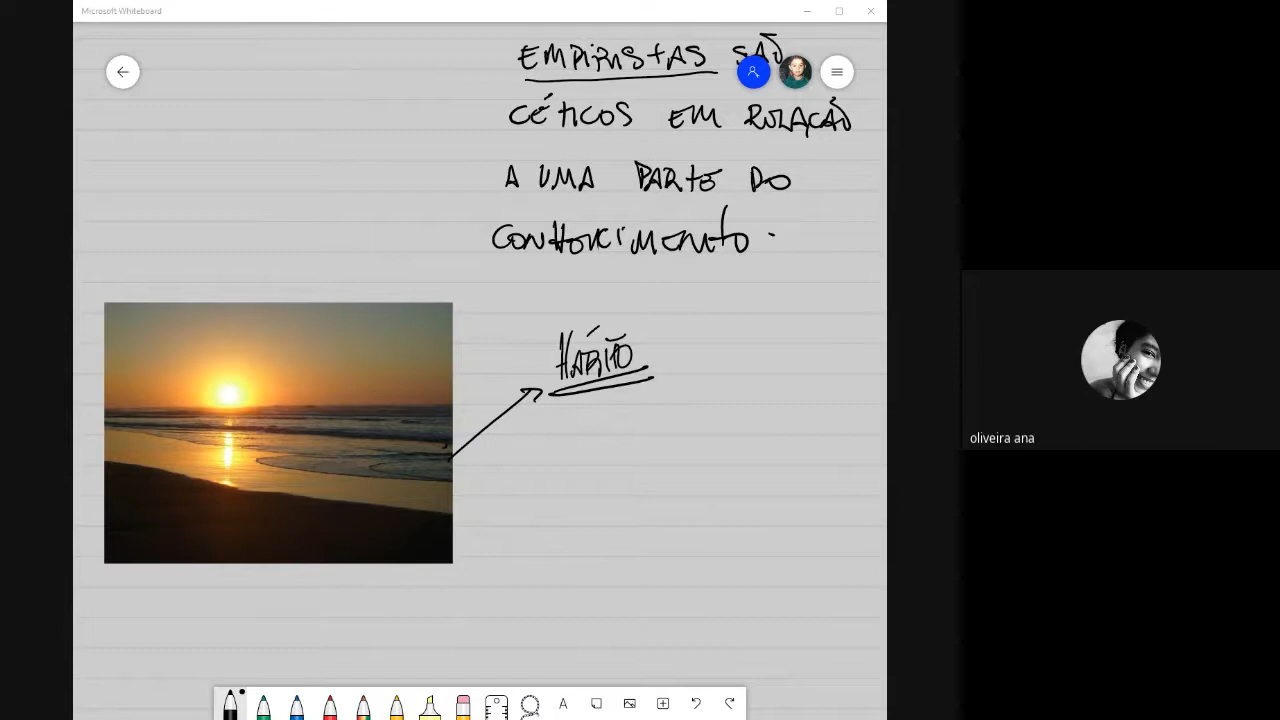 Microsoft Whiteboard
EMPIRISTAS SÃO
CÉTICOS EM RELAÇÃO
A UMA PARTE DO
CONHECIMENTO.
HÁBITO
oliveira ana
A